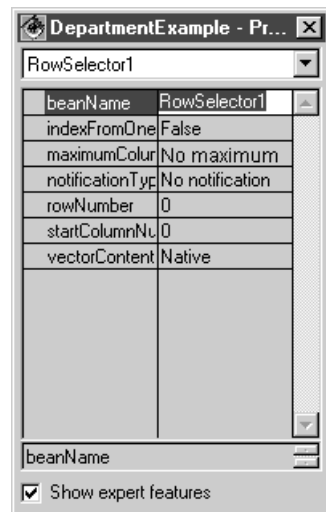 DepartmentExample - Pr...
RowSelector1
beanName RowSelector1
indexFromOne False
maximumColur No maximum
notificationTyp No notification
rowNumber 0
startColumnNu 0
vectorContent Native
beanName
Show expert features